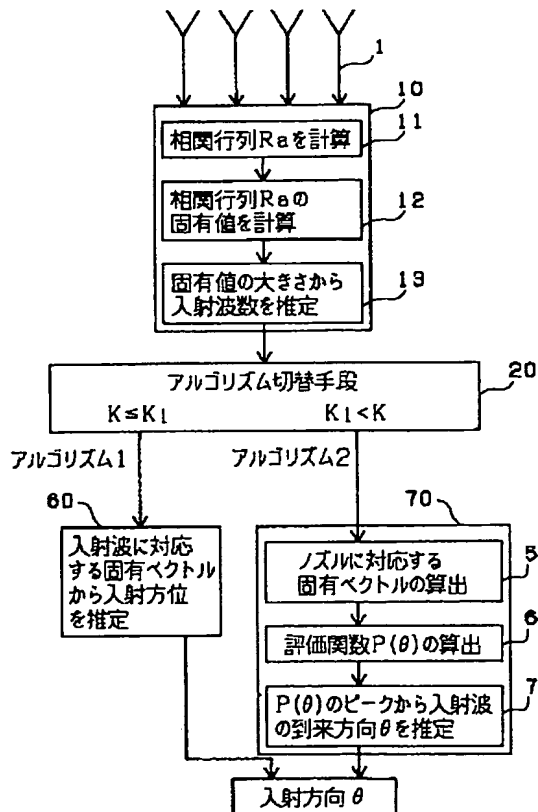 1
10
11
相関行列Raを計算
相関行列Raの
固有値を計算
12
固有値の大きさから
入射波数を推定
13
アルゴリズム切替手段
K≤K1
K1<K
20
アルゴリズム1
アルゴリズム2
60
70
入射波に対応
する固有ベクトル
から入射方位
を推定
ノズルに対応する
固有ベクトルの算出
5
評価関数P(θ)の算出
6
P(θ)のピークから入射波
の到来方向θを推定
7
入射方向θ